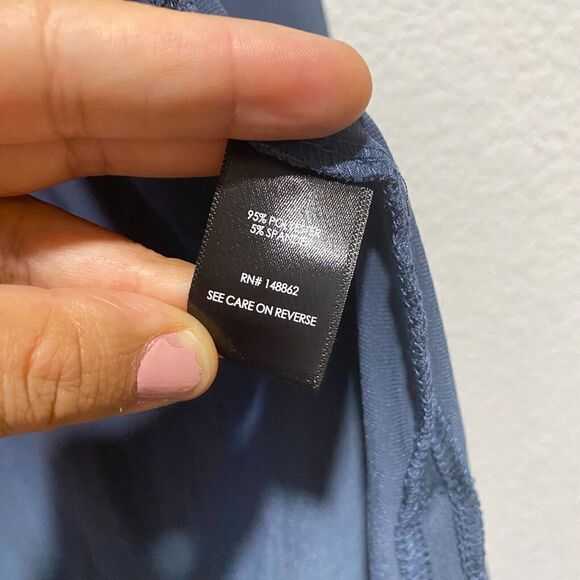 95% POLYESTER
5% SPANDEX
RN# 148862
SEE CARE ON REVERSE